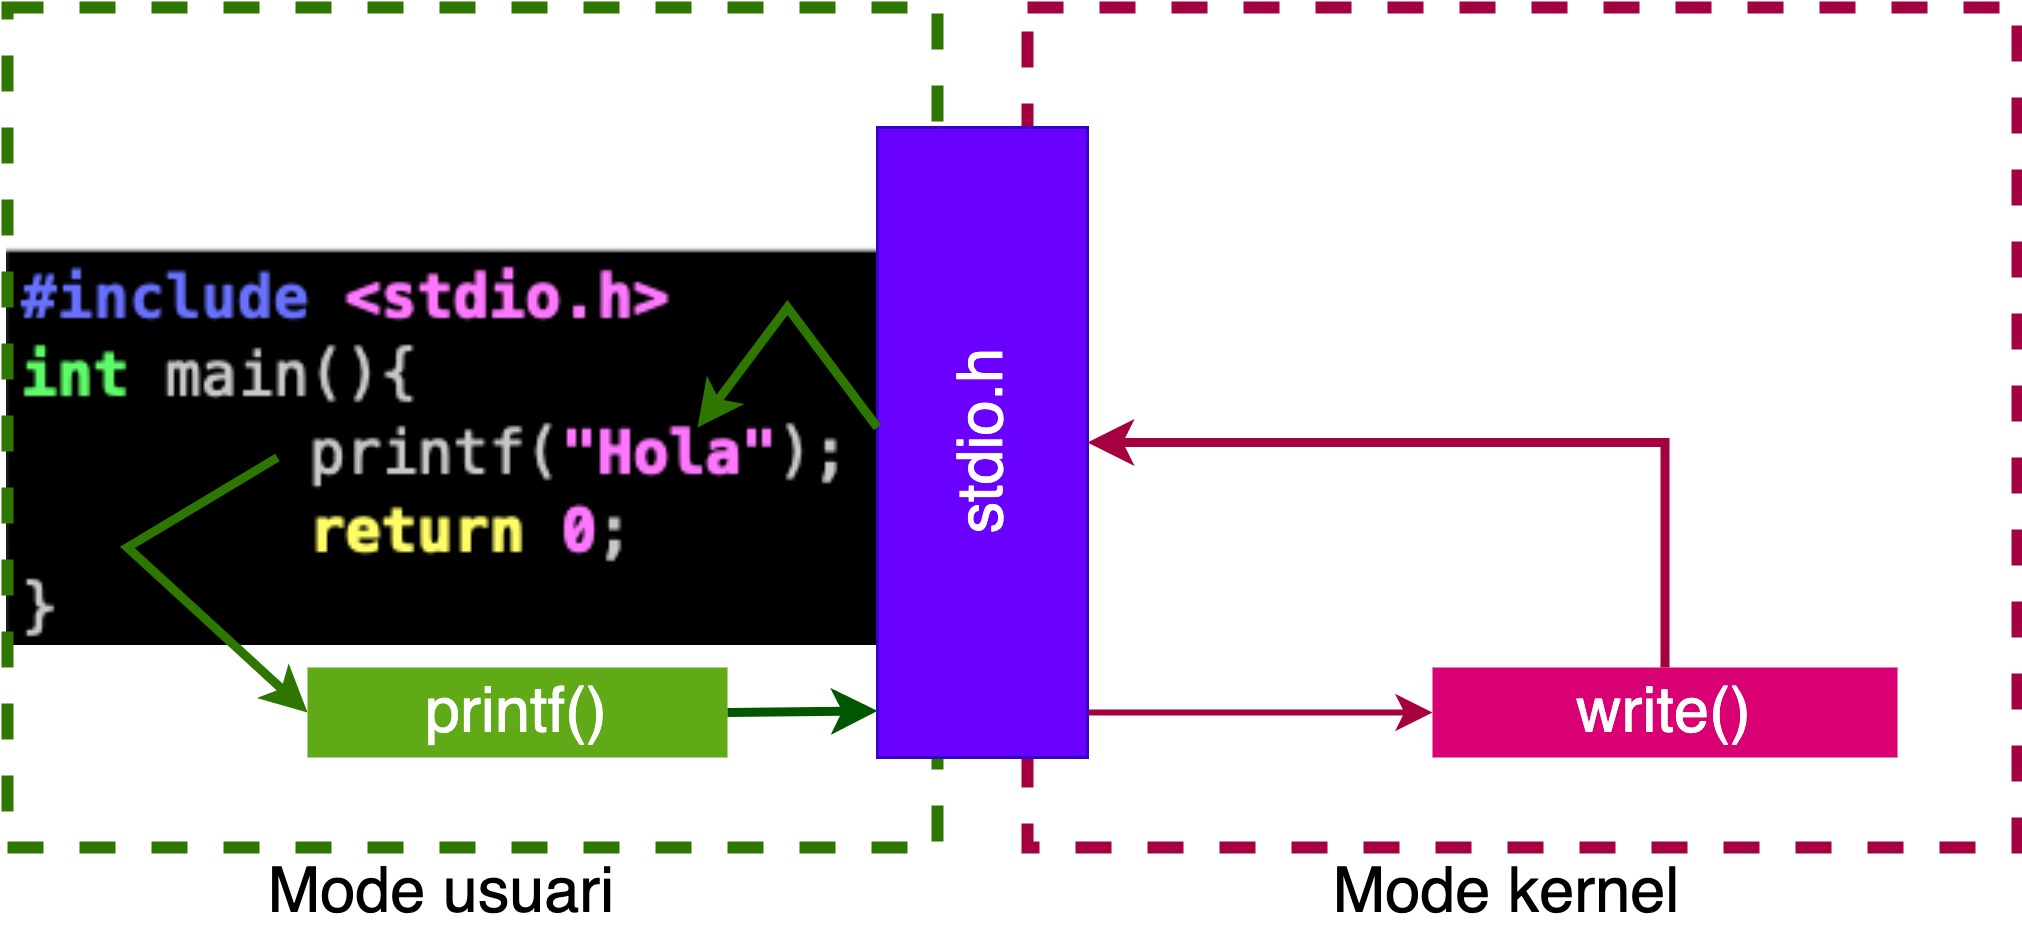 #include <stdio.h>
int main(){
printf("Hola");
return 0;
}
stdio.h
printf()
write()
Mode usuari
Mode kernel